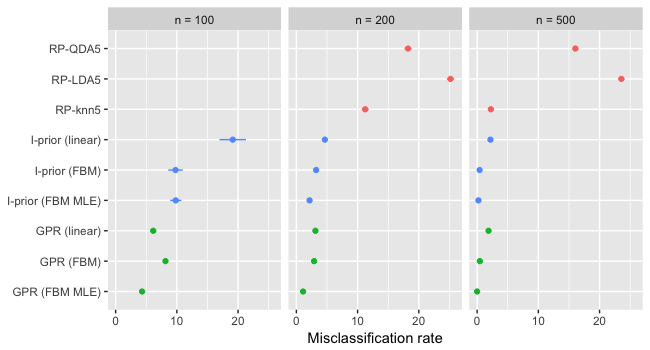 n = 100 n = 200 n = 500
RP-QDA5
RP-LDA5
RP-knn5
I-prior (linear)
I-prior (FBM)
I-prior (FBM MLE)
GPR (linear)
GPR (FBM)
GPR (FBM MLE)
0 10 20 0 10 20 0 10 20
Misclassification rate